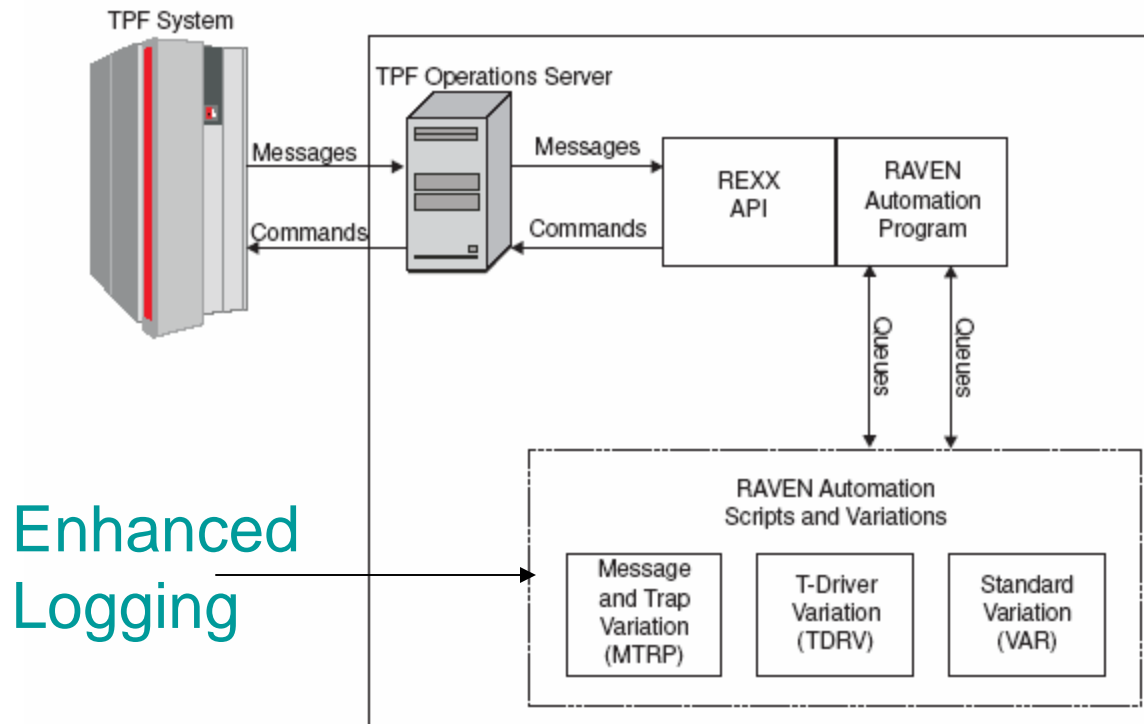 TPF System
TPF Operations Server
Messages
Messages
Commands
Commands
REXX
API
RAVEN
Automation
Program
Queues
Queues
RAVEN Automation
Scripts and Variations
Enhanced
Logging
Message
and Trap
Variation
(MTRP)
T-Driver
Variation
(TDRV)
Standard
Variation
(VAR)